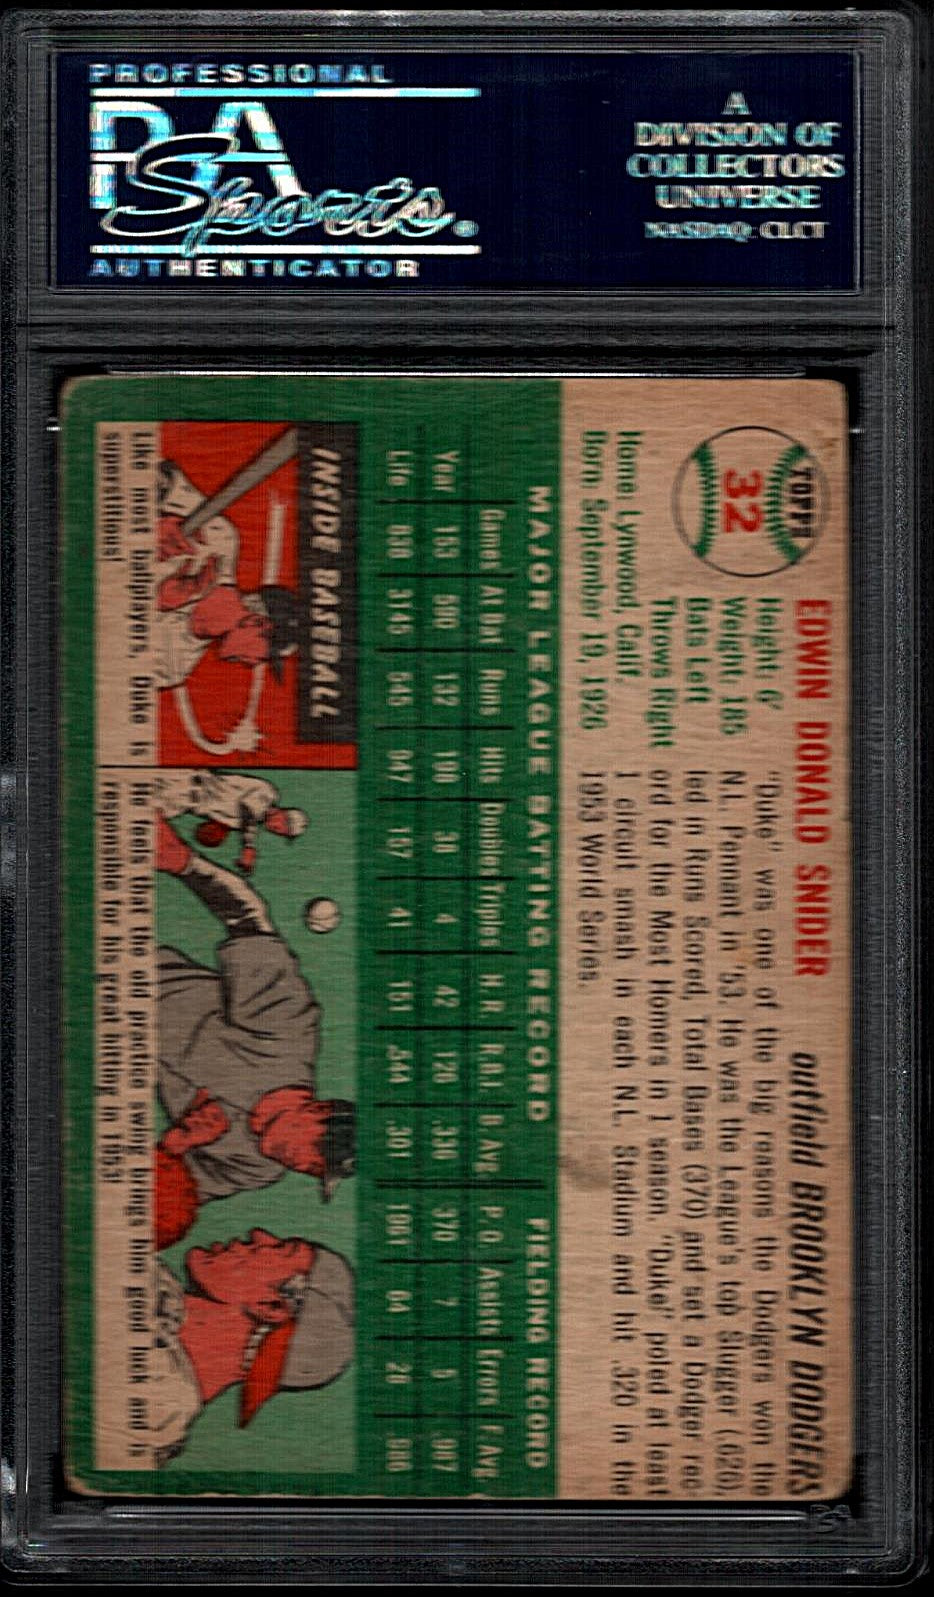 PROFESSIONAL
PSA
Sports.
AUTHENTICATOR
A
DIVISION OF
COLLECTORS
UNIVERSE
NASDAQ: CLCT
TOPPS
32
EDWIN DONALD SNIDER
outfield BROOKLYN DODGERS
Height: 6'
Weight: 185
Bats Left
Throws Right
Home: Lynwood, Calif.
Born: September 19, 1926
"Duke" was one of the big reasons the Dodgers won the
N.L. Pennant in '53. He was the League's top Slugger (.626),
led in Runs Scored, Total Bases (370) and set a Dodger rec-
ord for the Most Homers in 1 season. "Duke" poled at least
1 circuit smash in each N.L. Stadium and hit .320 in the
1953 World Series.
MAJOR LEAGUE BATTING RECORD FIELDING RECORD
Games At Bat Runs Hits Doubles Triples H.R. R.B.I. B.Avg. P.O. Assists Errors F.Avg.
Year 153 590 132 198 38 4 42 126 .336 370 7 5 .987
Life 838 3145 545 947 157 41 151 544 .301 1961 64 28
INSIDE BASEBALL
Like most ballplayers, Duke is
superstitious!
He feels that the old practice swing brings him good luck and is
responsible for his great hitting in 1953!